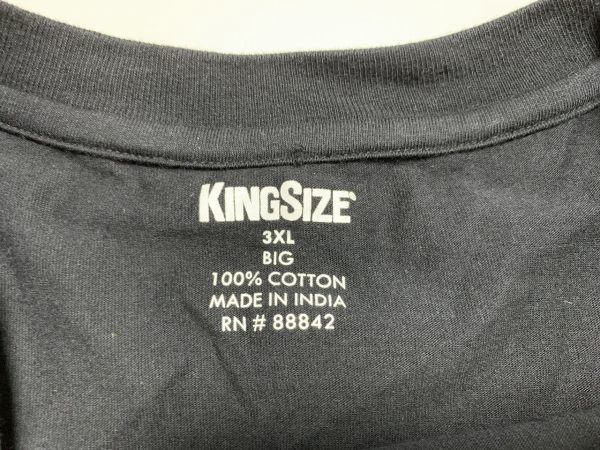 KINGSIZE
3XL
BIG
100% COTTON
MADE IN INDIA
RN # 88842